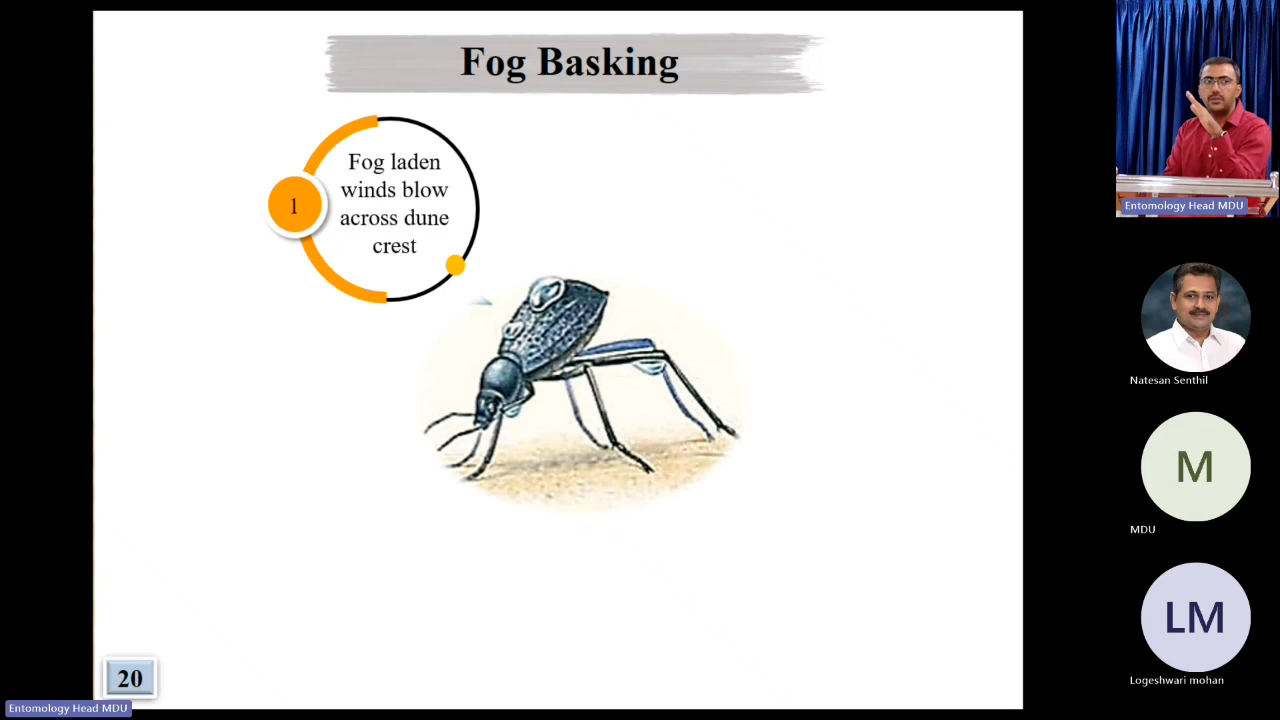 Fog Basking
1
Fog laden
winds blow
across dune
crest
20
Entomology Head MDU
Entomology Head MDU
Natesan Senthil
M
MDU
LM
Logeshwari mohan